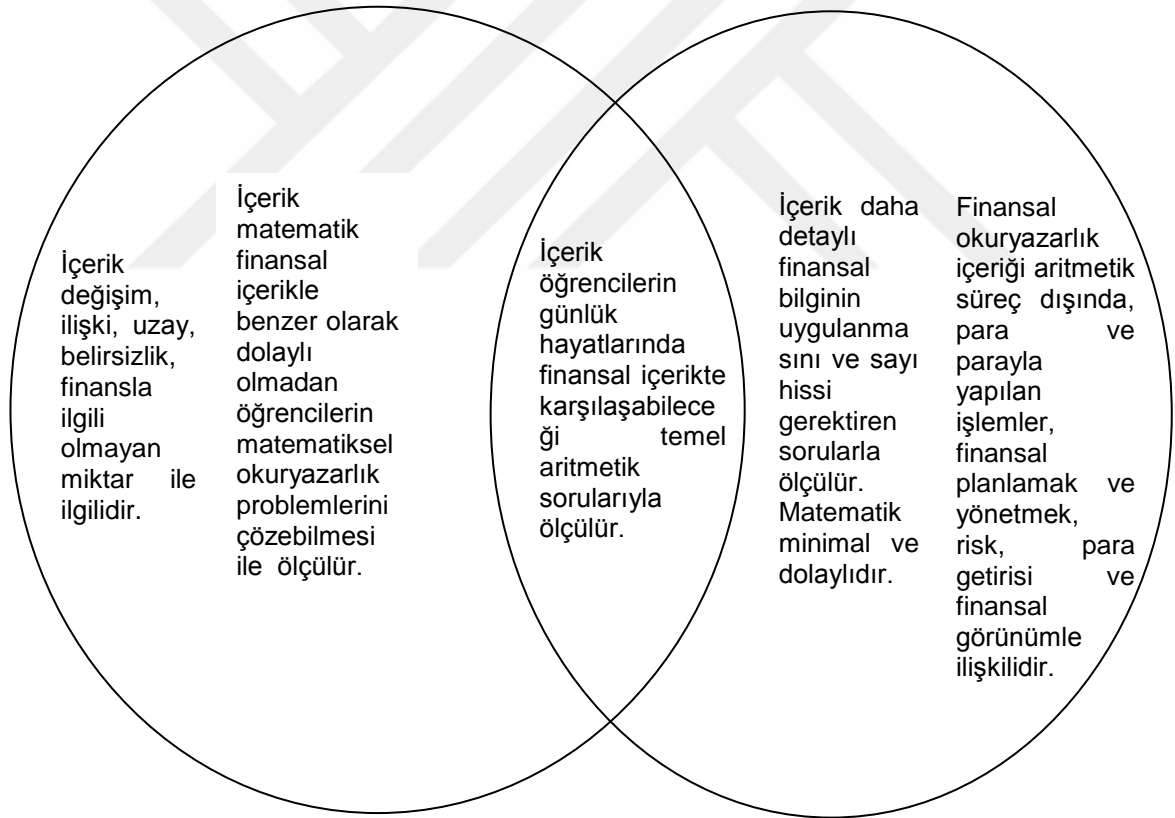 İçerik
değişim,
ilişki, uzay,
belirsizlik,
finansla
ilgili
olmayan
miktar ile
ilgilidir.
İçerik
matematik
finansal
içerikle
benzer olarak
dolaylı
olmadan
öğrencilerin
matematiksel
okuryazarlık
problemlerini
çözebilmesi
ile ölçülür.
İçerik
öğrencilerin
günlük
hayatlarında
finansal içerikte
karşılaşabilece
ği temel
aritmetik
sorularıyla
ölçülür.
İçerik daha
detaylı
finansal
bilginin
uygulanma
sını ve sayı
hissi
gerektiren
sorularla
ölçülür.
Matematik
minimal ve
dolaylıdır.
Finansal
okuryazarlık
içeriği aritmetik
süreç dışında,
para ve
parayla
yapılan
işlemler,
finansal
planlamak ve
yönetmek,
risk, para
getirisi ve
finansal
görünümle
ilişkilidir.